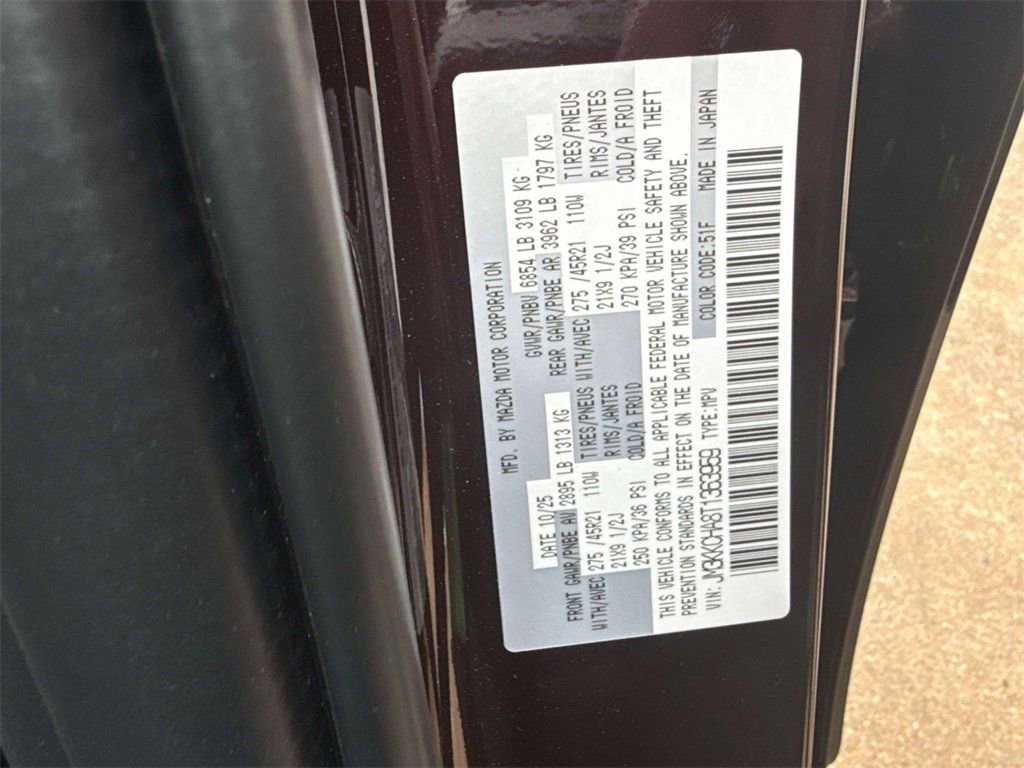 MFD. BY MAZDA MOTOR CORPORATION
DATE 10/25 GVWR/PNBV 6854 LB 3109 KG
FRONT GAWR/PNBE AV 2895 LB 1313 KG REAR GAWR/PNBE AR 3962 LB 1797 KG
WITH/AVEC 275 /45R21 110W TIRES/PNEUS WITH/AVEC 275 /45R21 110W TIRES/PNEUS
21X9 1/2J RIMS/JANTES 21X9 1/2J RIMS/JANTES
250 KPA/36 PSI COLD/A FROID 270 KPA/39 PSI COLD/A FROID
THIS VEHICLE CONFORMS TO ALL APPLICABLE FEDERAL MOTOR VEHICLE SAFETY AND THEFT
PREVENTION STANDARDS IN EFFECT ON THE DATE OF MANUFACTURE SHOWN ABOVE.
VIN: JM3KKCHA8T1363959 TYPE:MPV COLOR CODE:51F MADE IN JAPAN